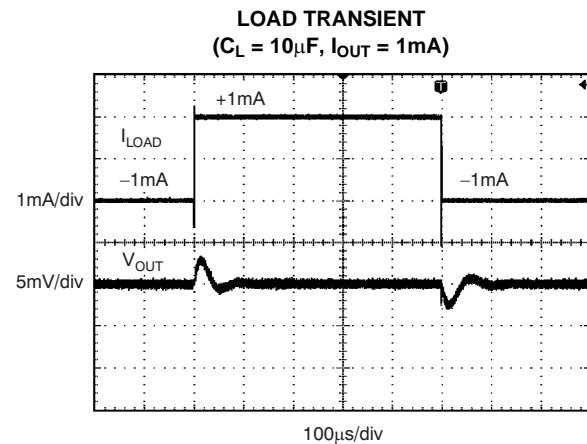 LOAD TRANSIENT
(CL = 10μF, IOUT = 1mA)
T
+1mA
ILOAD
−1mA
−1mA
1mA/div
VOUT
5mV/div
100μs/div